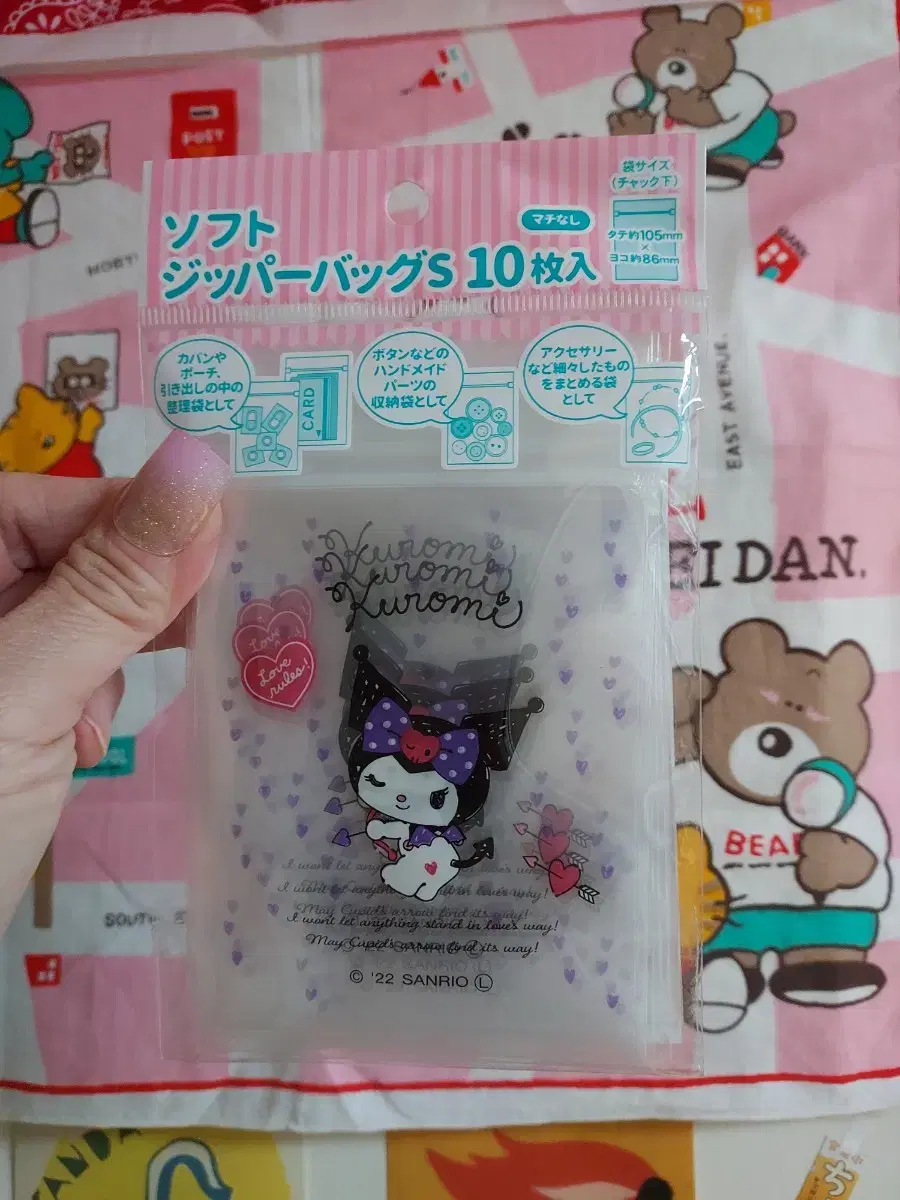 POST
BANK
EAST AVENUE.
IDAN.
BEA
SOUTH
ソフト
ジッパーバッグS 10枚入
マチなし
袋サイズ
(チャック下)
タテ約105mm
×
ヨコ約86mm
カバンや
ポーチ、
引き出しの中の
整理袋として
CARD
ボタンなどの
ハンドメイド
パーツの
収納袋として
アクセサリー
など細々したもの
をまとめる袋
として
Kuromi
Kuromi
Kuromi
Love
Love
rules!
I won't let anything stand in love's way!
May Cupid's arrow find its way!
© '22 SANRIO Ⓛ